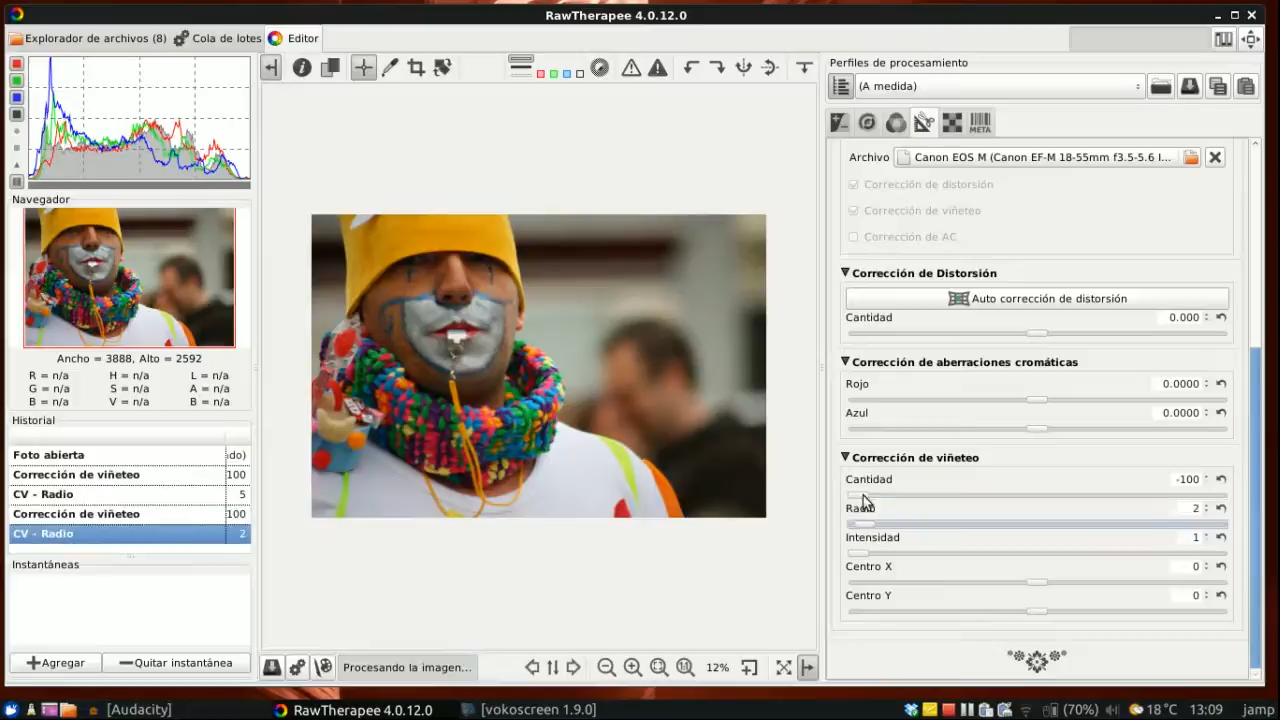 RawTherapee 4.0.12.0
Explorador de archivos (8)
Cola de lotes
Editor
Perfiles de procesamiento
(A medida)
META
Archivo
Canon EOS M (Canon EF-M 18-55mm f3.5-5.6 I...
Corrección de distorsión
Corrección de viñeteo
Corrección de AC
Corrección de Distorsión
Auto corrección de distorsión
Cantidad 0.000
Corrección de aberraciones cromáticas
Rojo 0.0000
Azul 0.0000
Corrección de viñeteo
Cantidad -100
2
Intensidad 1
Centro X 0
Centro Y 0
Navegador
Ancho = 3888, Alto = 2592
R = n/a H = n/a L = n/a
G = n/a S = n/a A = n/a
B = n/a V = n/a B = n/a
Historial
Foto abierta ado)
Corrección de viñeteo 100
CV - Radio 5
Corrección de viñeteo 100
CV - Radio 2
Instantáneas
Agregar
Quitar instantánea
Procesando la imagen...
12%
[Audacity]
RawTherapee 4.0.12.0
[vokoscreen 1.9.0]
(70%)
18°C
13:09
jamp